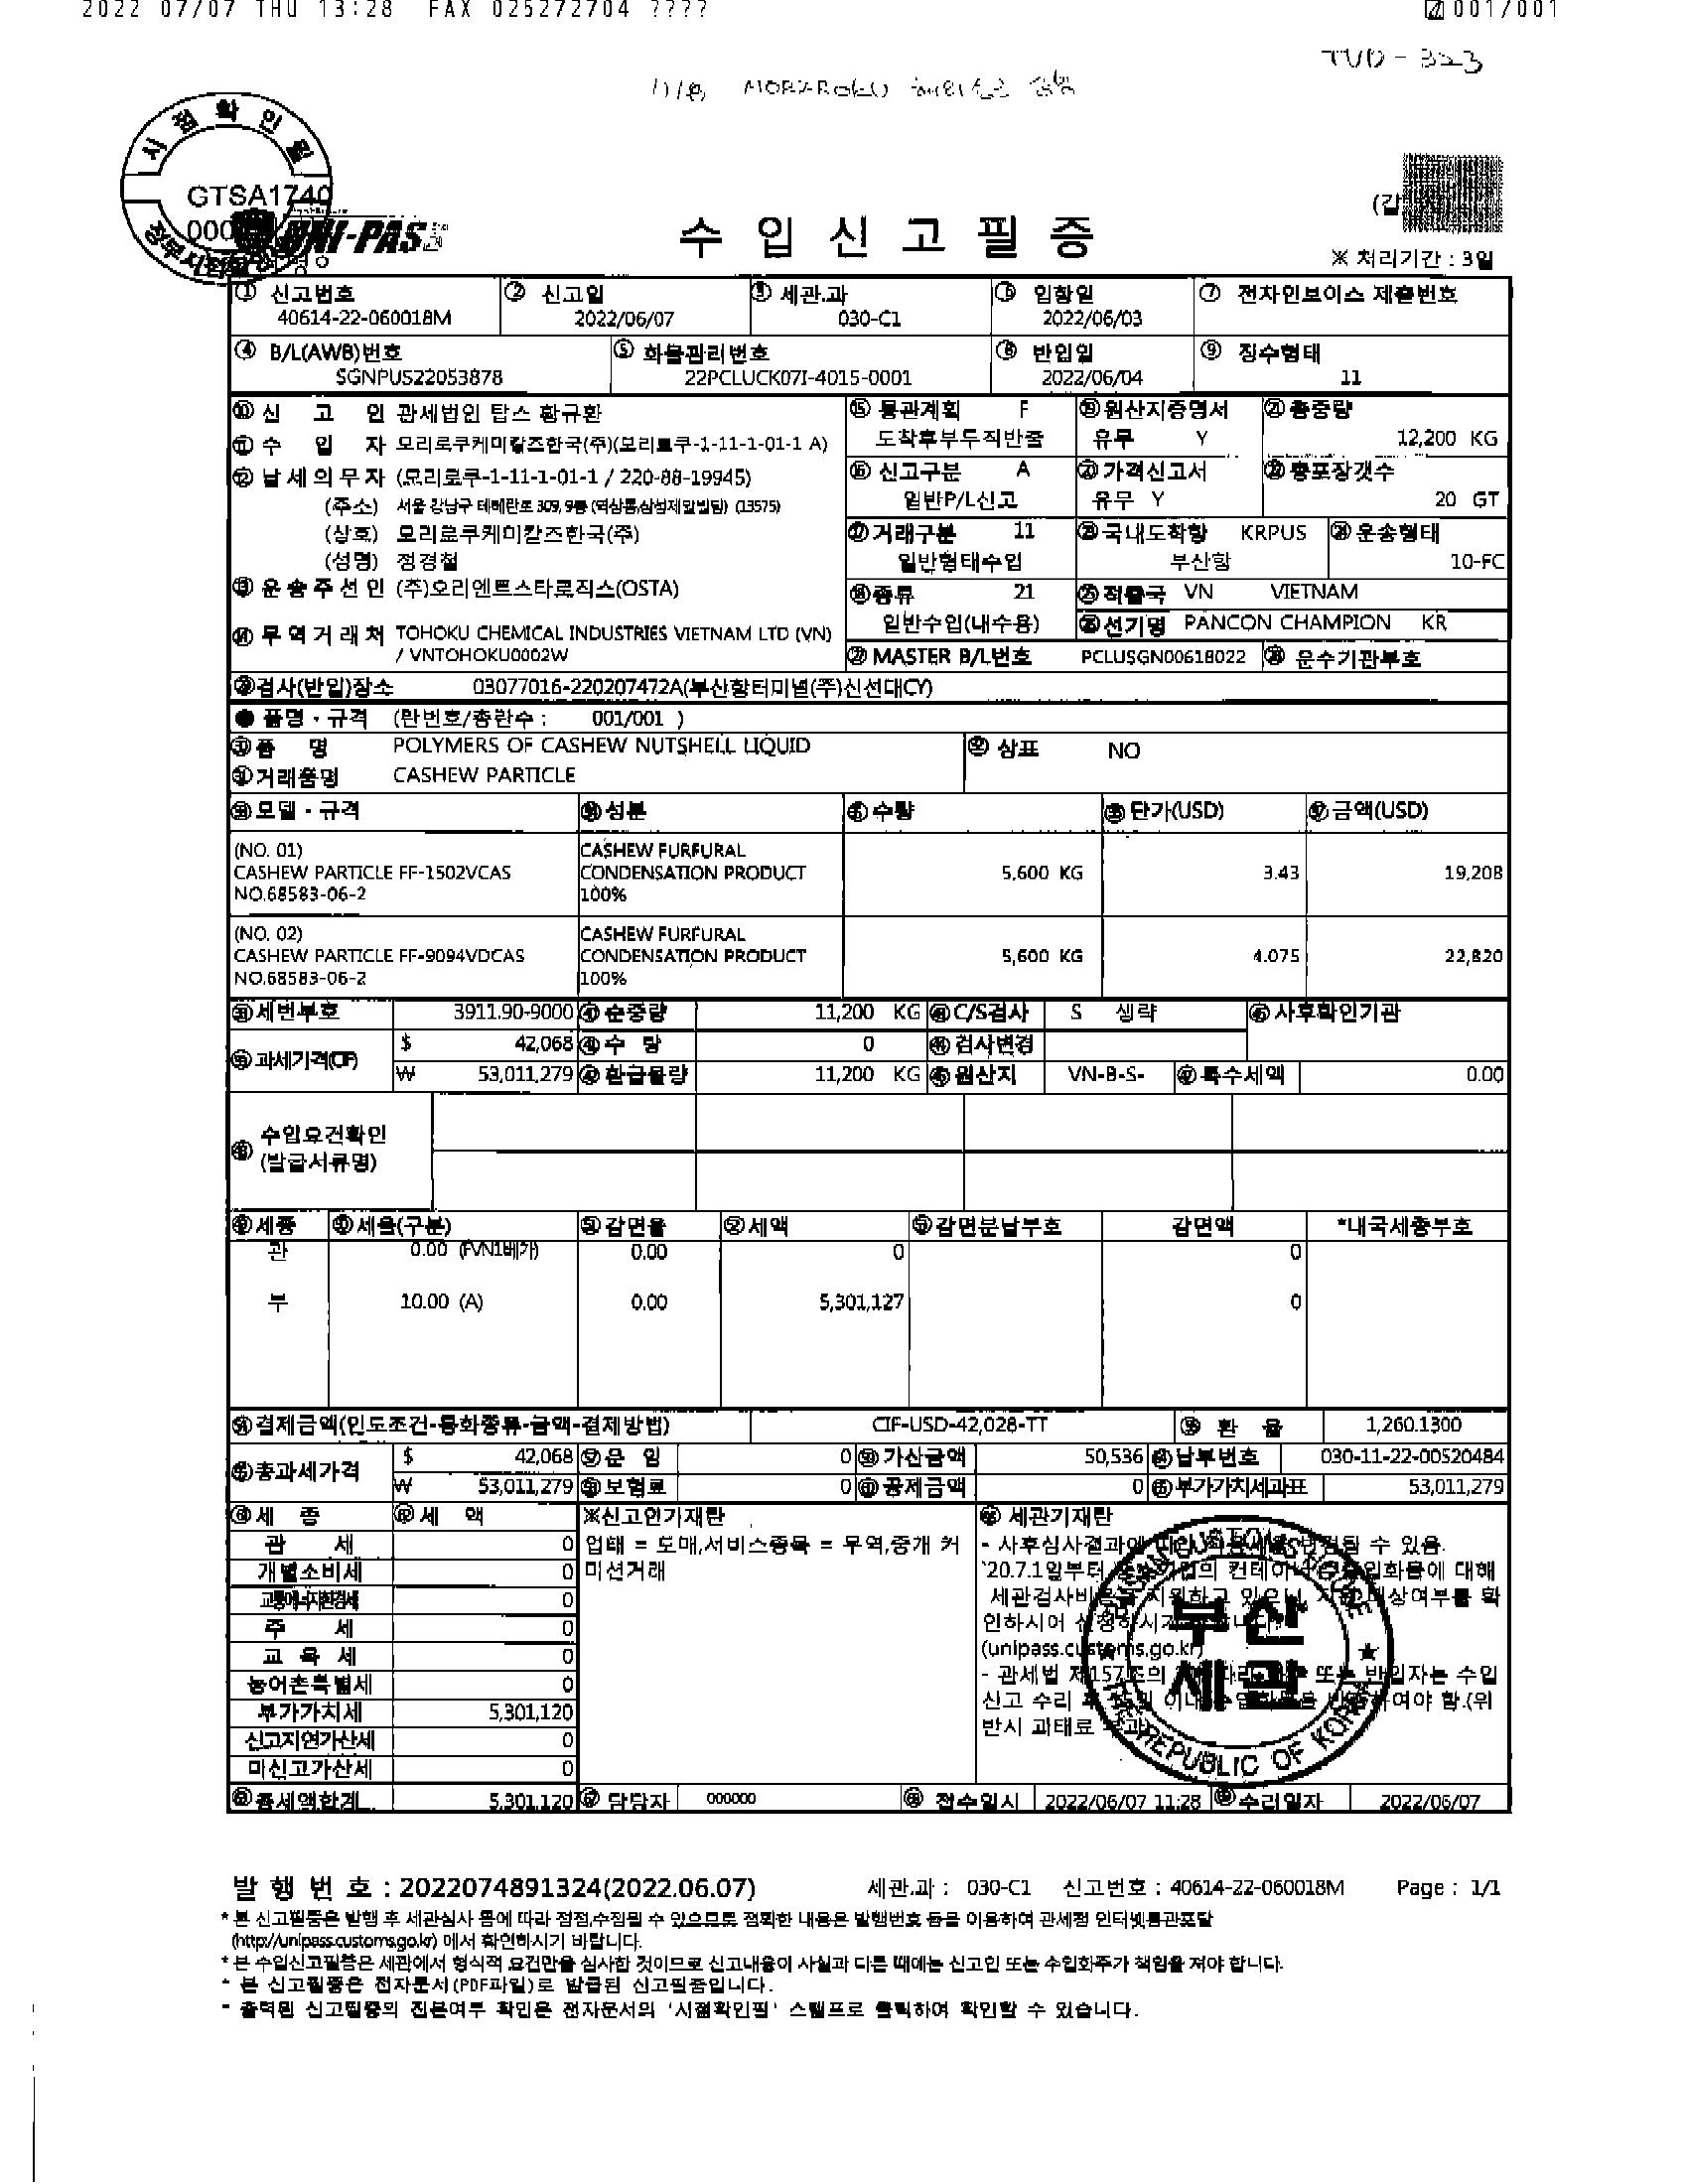 2022 07/07 THU 13:28 FAX 025272704 ????
001/001
TVD - 323
시점확인필
GTSA1740
UNI-PASS
수 입 신 고 필 증
(갑
※ 처리기간 : 3일
① 신고번호 40614-22-060018M
② 신고일 2022/06/07
③ 세관.과 030-C1
⑥ 입항일 2022/06/03
⑦ 전자인보이스 제출번호
④ B/L(AWB)번호 SGNPUS22053878
⑤ 화물관리번호 22PCLUCK07I-4015-0001
⑧ 반입일 2022/06/04
⑨ 징수형태 11
⑩ 신 고 인 관세법인 탑스 황규환
⑪ 수 입 자 모리로쿠케미칼즈한국(주)(모리로쿠-1-11-1-01-1 A)
⑫ 납세의무자 (모리로쿠-1-11-1-01-1 / 220-88-19945)
(주소) 서울 강남구 테헤란로 309, 9층 (역삼동,삼성제일빌딩) (13575)
(상호) 모리로쿠케미칼즈한국(주)
(성명) 정경철
⑬ 운송주선인 (주)오리엔트스타로직스(OSTA)
⑭ 무역거래처 TOHOKU CHEMICAL INDUSTRIES VIETNAM LTD (VN)
/ VNTOHOKU0002W
⑮ 통관계획 F
도착후부두직반출
⑯ 신고구분 A
일반P/L신고
⑰ 거래구분 11
일반형태수입
⑱ 종류 21
일반수입(내수용)
⑲ 원산지증명서
유무 Y
⑳ 가격신고서
유무 Y
㉑ 총중량
12,200 KG
㉒ 총포장갯수
20 GT
㉓ 국내도착항 KRPUS
부산항
㉔ 운송형태
10-FC
㉕ 적출국 VN VIETNAM
㉖ 선기명 PANCON CHAMPION KR
㉗ MASTER B/L번호 PCLUSGN00618022
㉘ 운수기관부호
㉙ 검사(반입)장소 03077016-220207472A(부산항터미널(주)신선대CY)
● 품명ㆍ규격 (란번호/총란수 : 001/001 )
㉚ 품 명 POLYMERS OF CASHEW NUTSHELL LIQUID
㉛ 거래품명 CASHEW PARTICLE
㉜ 상표 NO
㉝ 모델ㆍ규격 ㉞ 성분 ㉟ 수량 ㊱ 단가(USD) ㊲ 금액(USD)
(NO. 01)
CASHEW PARTICLE FF-1502VCAS
NO.68583-06-2
CASHEW FURFURAL
CONDENSATION PRODUCT
100%
5,600 KG 3.43 19,208
(NO. 02)
CASHEW PARTICLE FF-9094VDCAS
NO.68583-06-2
CASHEW FURFURAL
CONDENSATION PRODUCT
100%
5,600 KG 4.075 22,820
㊳ 세번부호 3911.90-9000 ㊵ 순중량 11,200 KG ㊸ C/S검사 S 생략 ㊻ 사후확인기관
㊴ 과세가격(CIF) $ 42,068 ㊶ 수 량 0 ㊹ 검사변경
₩ 53,011,279 ㊷ 환급물량 11,200 KG ㊺ 원산지 VN-B-S- ㊼ 특수세액 0.00
㊽ 수입요건확인
(발급서류명)
㊾ 세종 ㊿ 세율(구분) 감면율 세액 감면분납부호 감면액 *내국세종부호
관 0.00 (FVN1배가) 0.00 0 0
부 10.00 (A) 0.00 5,301,127 0
결제금액(인도조건-통화종류-금액-결제방법) CIF-USD-42,028-TT 환 율 1,260.1300
총과세가격 $ 42,068 운 임 0 가산금액 50,536 납부번호 030-11-22-00520484
₩ 53,011,279 보험료 0 공제금액 0 부가가치세과표 53,011,279
세 종 세 액
관 세 0
개별소비세 0
교통에너지환경세 0
주 세 0
교 육 세 0
농어촌특별세 0
부가가치세 5,301,120
신고지연가산세 0
미신고가산세 0
※신고인기재란
업태 = 도매,서비스종목 = 무역,중개 커
미션거래
세관기재란
- 사후심사결과에 따라 적용세율이 변경될 수 있음.
'20.7.1일부터 컨테이너 수입화물에 대해
세관검사비용을 지원하고 있으니 지원대상여부를 확
인하시어 신청하시기 바랍니다.
(unipass.customs.go.kr)
- 관세법 제157조의 또는 반입자는 수입
신고 수리 후 15일 이내 하여야 함.(위
반시 과태료
BUSAN CUSTOMS HOUSE
부산
세관
THE REPUBLIC OF KOREA
총세액합계 5,301,120 담당자 000000 접수일시 2022/06/07 11:28 수리일자 2022/06/07
발 행 번 호 : 2022074891324(2022.06.07) 세관.과 : 030-C1 신고번호 : 40614-22-060018M Page : 1/1
* 본 신고필증은 발행 후 세관심사 등에 따라 정정,수정될 수 있으므로 정확한 내용은 발행번호 등을 이용하여 관세청 인터넷통관포탈
(http://unipass.customs.go.kr) 에서 확인하시기 바랍니다.
* 본 수입신고필증은 세관에서 형식적 요건만을 심사한 것이므로 신고내용이 사실과 다른 때에는 신고인 또는 수입화주가 책임을 져야 합니다.
* 본 신고필증은 전자문서(PDF파일)로 발급된 신고필증입니다.
* 출력된 신고필증의 진본여부 확인은 전자문서의 '시점확인필' 스탬프로 클릭하여 확인할 수 있습니다.